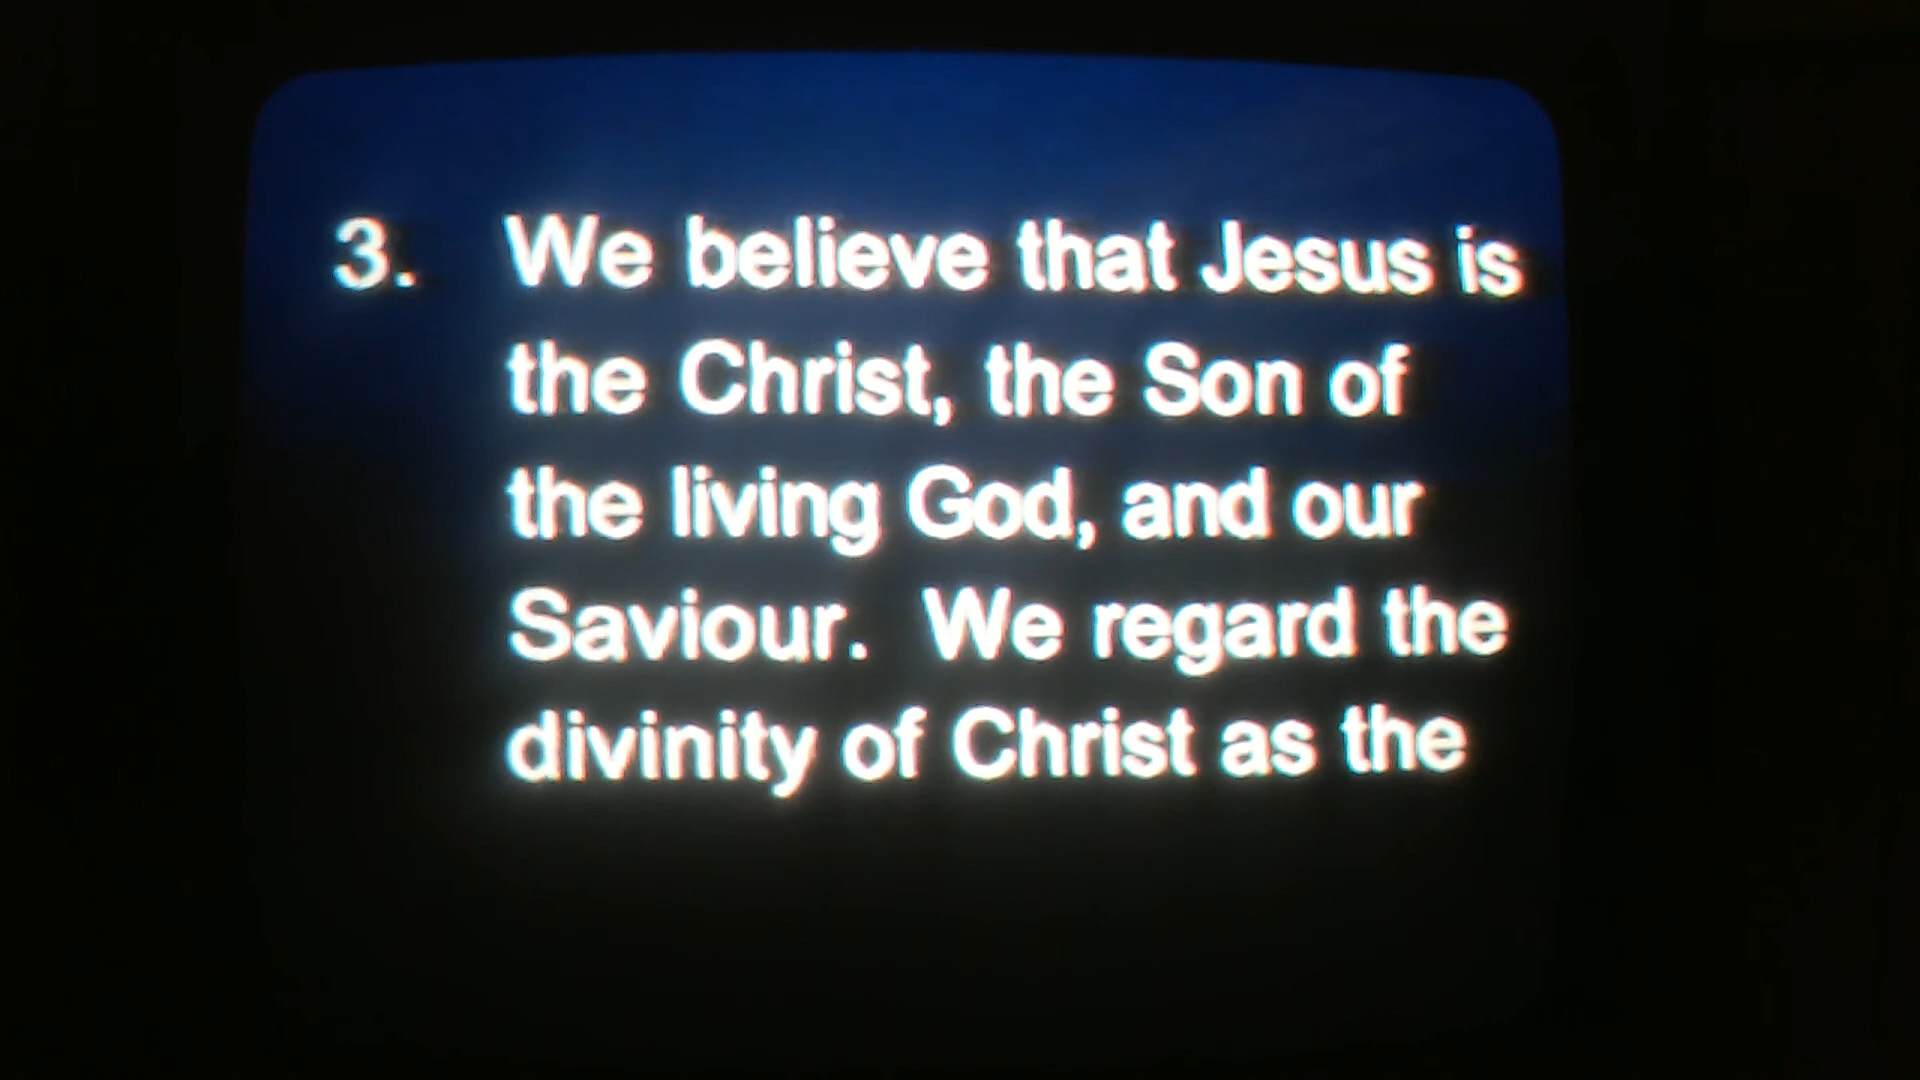 3. We believe that Jesus is
the Christ, the Son of
the living God, and our
Saviour. We regard the
divinity of Christ as the